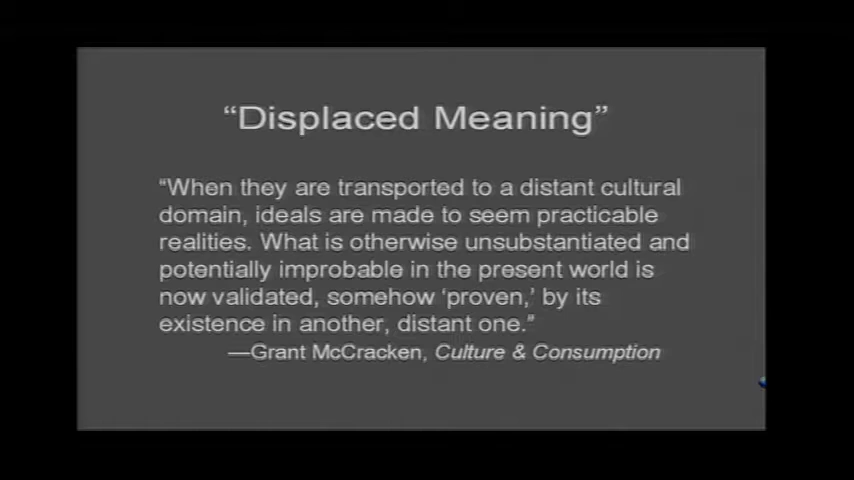 “Displaced Meaning”
“When they are transported to a distant cultural
domain, ideals are made to seem practicable
realities. What is otherwise unsubstantiated and
potentially improbable in the present world is
now validated, somehow ‘proven,’ by its
existence in another, distant one.”
—Grant McCracken, Culture & Consumption